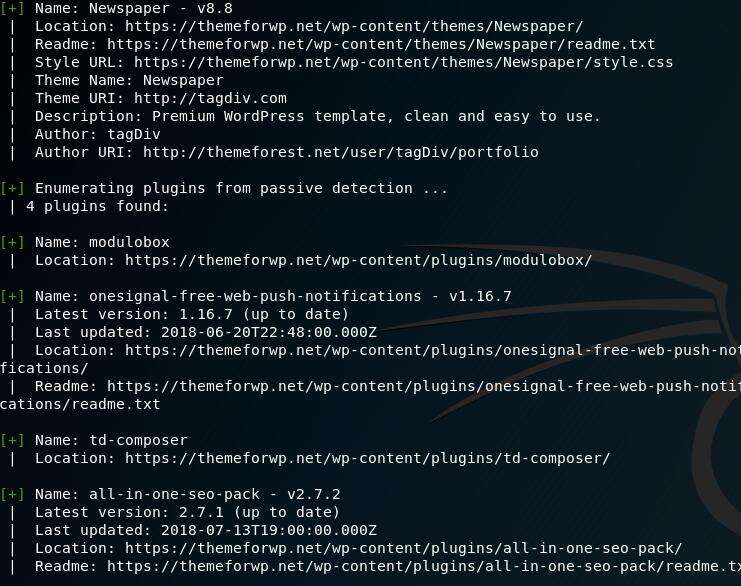 [+] Name: Newspaper - v8.8
| Location: https://themeforwp.net/wp-content/themes/Newspaper/
| Readme: https://themeforwp.net/wp-content/themes/Newspaper/readme.txt
| Style URL: https://themeforwp.net/wp-content/themes/Newspaper/style.css
| Theme Name: Newspaper
| Theme URI: http://tagdiv.com
| Description: Premium WordPress template, clean and easy to use.
| Author: tagDiv
| Author URI: http://themeforest.net/user/tagDiv/portfolio
[+] Enumerating plugins from passive detection ...
| 4 plugins found:
[+] Name: modulobox
| Location: https://themeforwp.net/wp-content/plugins/modulobox/
[+] Name: onesignal-free-web-push-notifications - v1.16.7
| Latest version: 1.16.7 (up to date)
| Last updated: 2018-06-20T22:48:00.000Z
| Location: https://themeforwp.net/wp-content/plugins/onesignal-free-web-push-not
fications/
| Readme: https://themeforwp.net/wp-content/plugins/onesignal-free-web-push-notif
cations/readme.txt
[+] Name: td-composer
| Location: https://themeforwp.net/wp-content/plugins/td-composer/
[+] Name: all-in-one-seo-pack - v2.7.2
| Latest version: 2.7.1 (up to date)
| Last updated: 2018-07-13T19:00:00.000Z
| Location: https://themeforwp.net/wp-content/plugins/all-in-one-seo-pack/
| Readme: https://themeforwp.net/wp-content/plugins/all-in-one-seo-pack/readme.tx